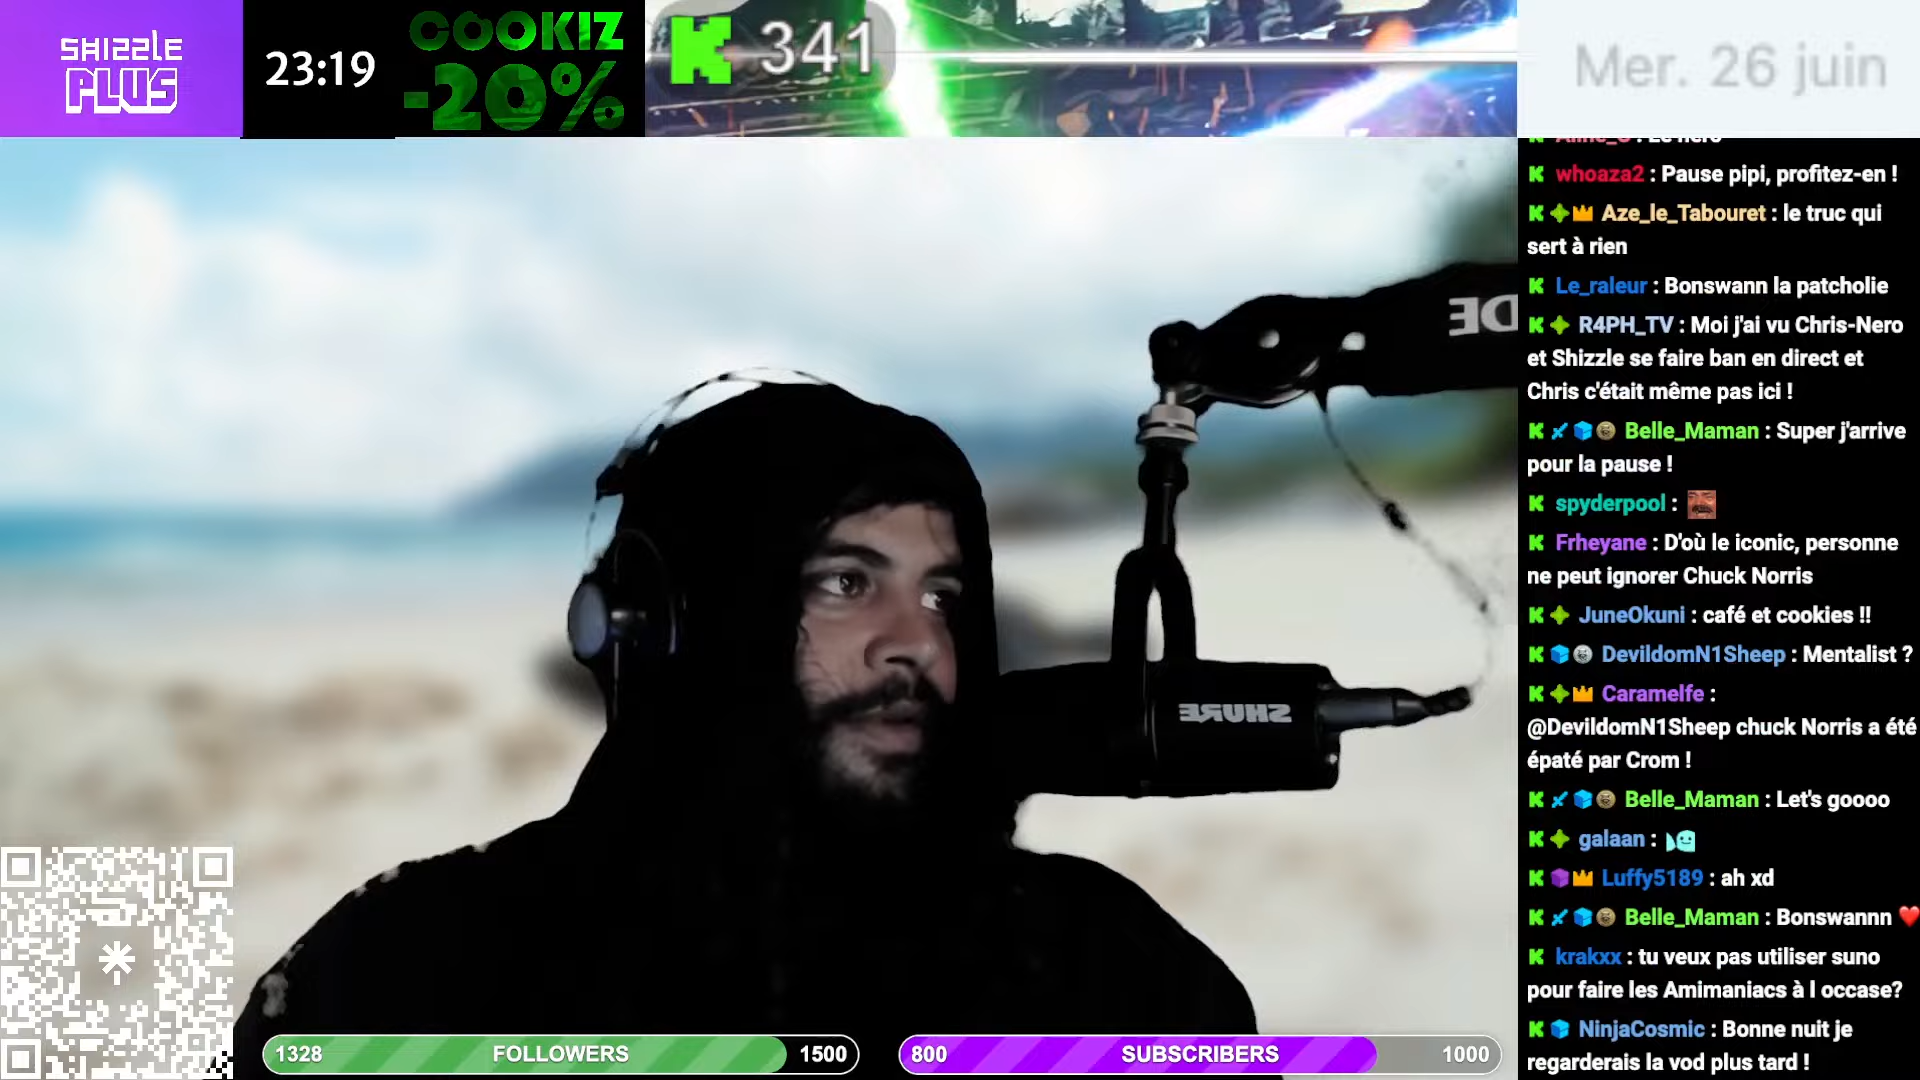 SHIZZLE
PLUS
23:19
COOKIZ
-20%
341
Mer. 26 juin
whoaza2 : Pause pipi, profitez-en !
Aze_le_Tabouret : le truc qui
sert à rien
Le_raleur : Bonswann la patcholie
R4PH_TV : Moi j'ai vu Chris-Nero
et Shizzle se faire ban en direct et
Chris c'était même pas ici !
Belle_Maman : Super j'arrive
pour la pause !
spyderpool :
Frheyane : D'où le iconic, personne
ne peut ignorer Chuck Norris
JuneOkuni : café et cookies !!
DevildomN1Sheep : Mentalist ?
Caramelfe :
@DevildomN1Sheep chuck Norris a été
épaté par Crom !
Belle_Maman : Let's goooo
galaan :
Luffy5189 : ah xd
Belle_Maman : Bonswannn ❤️
krakxx : tu veux pas utiliser suno
pour faire les Amimaniacs à l occase?
NinjaCosmic : Bonne nuit je
regarderais la vod plus tard !
SHURE
1328 FOLLOWERS 1500
800 SUBSCRIBERS 1000